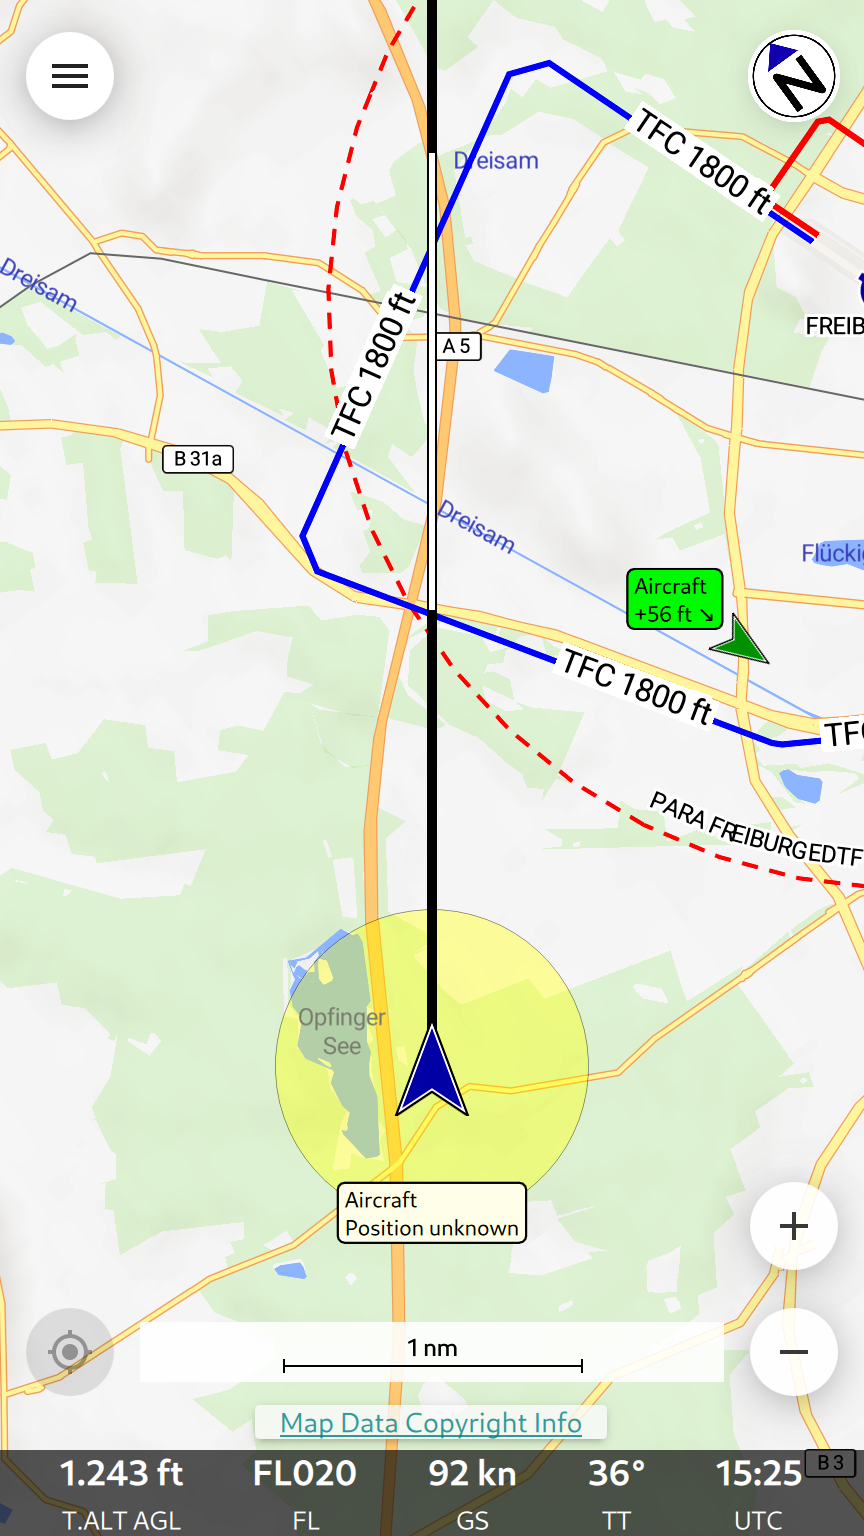 N
TFC 1800 ft
Dreisam
Dreisam
FREIB
TFC 1800 ft
A 5
B 31a
Dreisam
Flückig
Aircraft
+56 ft ↘
TFC 1800 ft
TFC
PARA FREIBURGEDTF
Opfinger
See
Aircraft
Position unknown
+
1 nm
−
Map Data Copyright Info
B 3
1.243 ft FL020 92 kn 36° 15:25
T.ALT AGL FL GS TT UTC